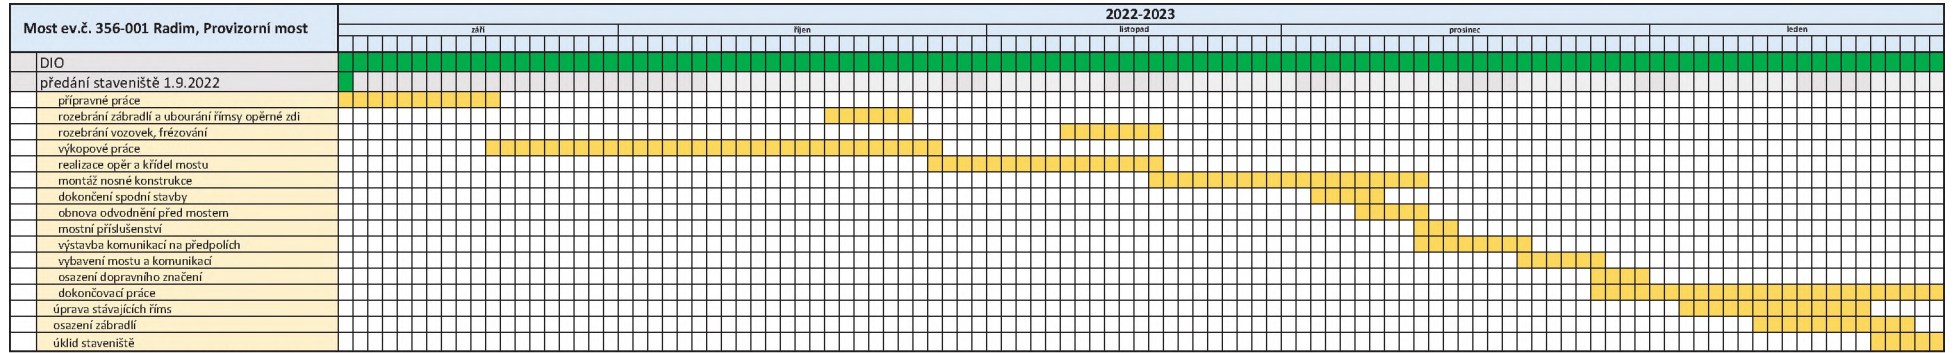 Most ev.č. 356-001 Radim, Provizorní most
2022-2023
září říjen listopad prosinec leden
DIO
předání staveniště 1.9.2022
přípravné práce
rozebrání zábradlí a ubourání římsy opěrné zdi
rozebrání vozovek, frézování
výkopové práce
realizace opěr a křídel mostu
montáž nosné konstrukce
dokončení spodní stavby
obnova odvodnění před mostem
mostní příslušenství
výstavba komunikací na předpolích
vybavení mostu a komunikací
osazení dopravního značení
dokončovací práce
úprava stávajících říms
osazení zábradlí
úklid staveniště